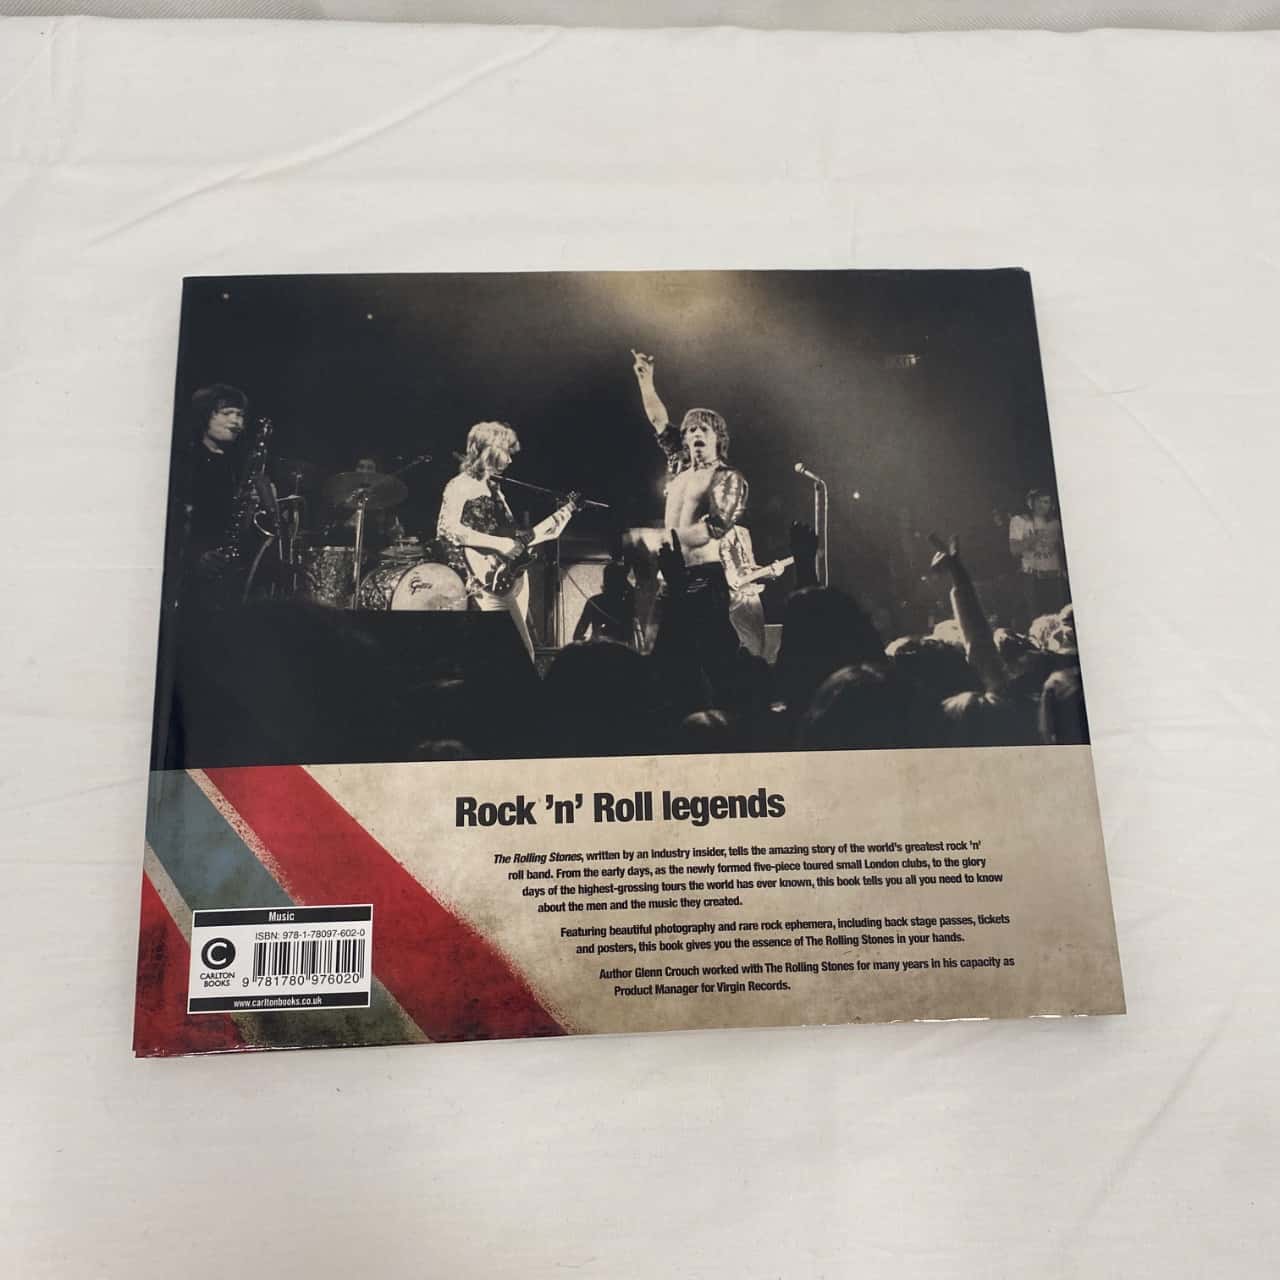 Gretsch
Rock 'n' Roll legends
The Rolling Stones, written by an industry insider, tells the amazing story of the world's greatest rock 'n'
roll band. From the early days, as the newly formed five-piece toured small London clubs, to the glory
days of the highest-grossing tours the world has ever known, this book tells you all you need to know
about the men and the music they created.
Featuring beautiful photography and rare rock ephemera, including back stage passes, tickets
and posters, this book gives you the essence of The Rolling Stones in your hands.
Author Glenn Crouch worked with The Rolling Stones for many years in his capacity as
Product Manager for Virgin Records.
Music
ISBN: 978-1-78097-602-0
C
CARLTON
BOOKS
9 781780 976020
www.carltonbooks.co.uk